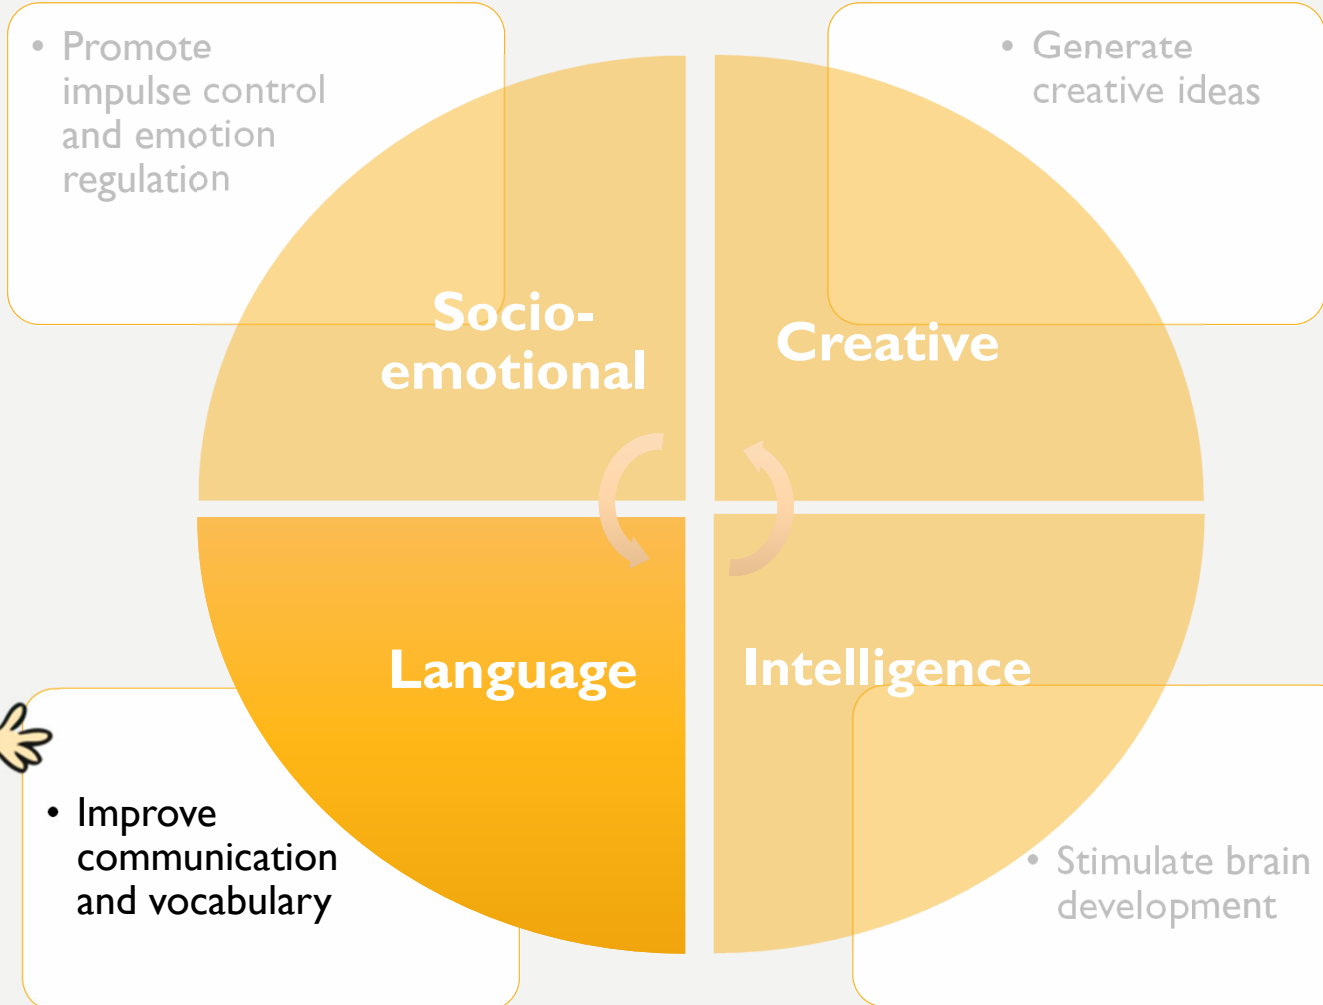 • Promote
impulse control
and emotion
regulation
• Generate
creative ideas
Socio-
emotional
Creative
Language
Intelligence
• Improve
communication
and vocabulary
• Stimulate brain
development